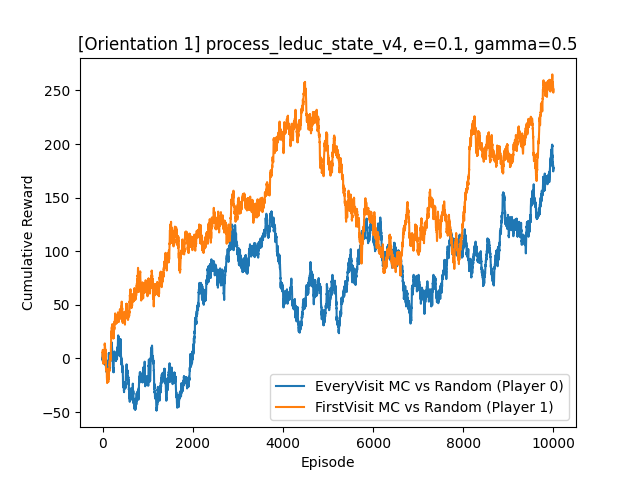 [Orientation 1] process_leduc_state_v4, e=0.1, gamma=0.5
Cumulative Reward
250
200
150
100
50
0
−50
EveryVisit MC vs Random (Player 0)
FirstVisit MC vs Random (Player 1)
0 2000 4000 6000 8000 10000
Episode